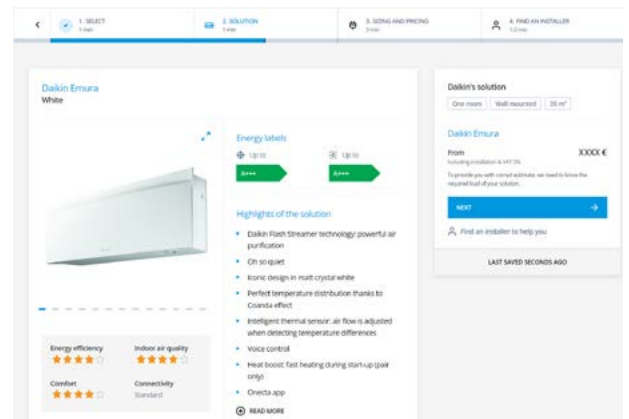 1. SELECT
1 min
2. SOLUTION
1 min
3. SIZING AND PRICING
3 min
4. FIND AN INSTALLER
Daikin Emura
White
Energy labels
Up to
Up to
A+++
A+++
Highlights of the solution
Daikin Flash Streamer technology: powerful air
purification
Oh so quiet
Iconic design in matt crystal white
Perfect temperature distribution thanks to
Coanda effect
Intelligent thermal sensor: air flow is adjusted
when detecting temperature differences
Voice control
Heat boost: fast heating during start-up (pair
only)
Onecta app
READ MORE
Energy efficiency
Indoor air quality
Comfort
Connectivity
Standard
Daikin's solution
One room
Wall mounted
Daikin Emura
From
XXXX €
Including installation & VAT
To provide you with correct estimate, we need to know the
required load of your solution.
NEXT
Find an installer to help you
LAST SAVED SECONDS AGO